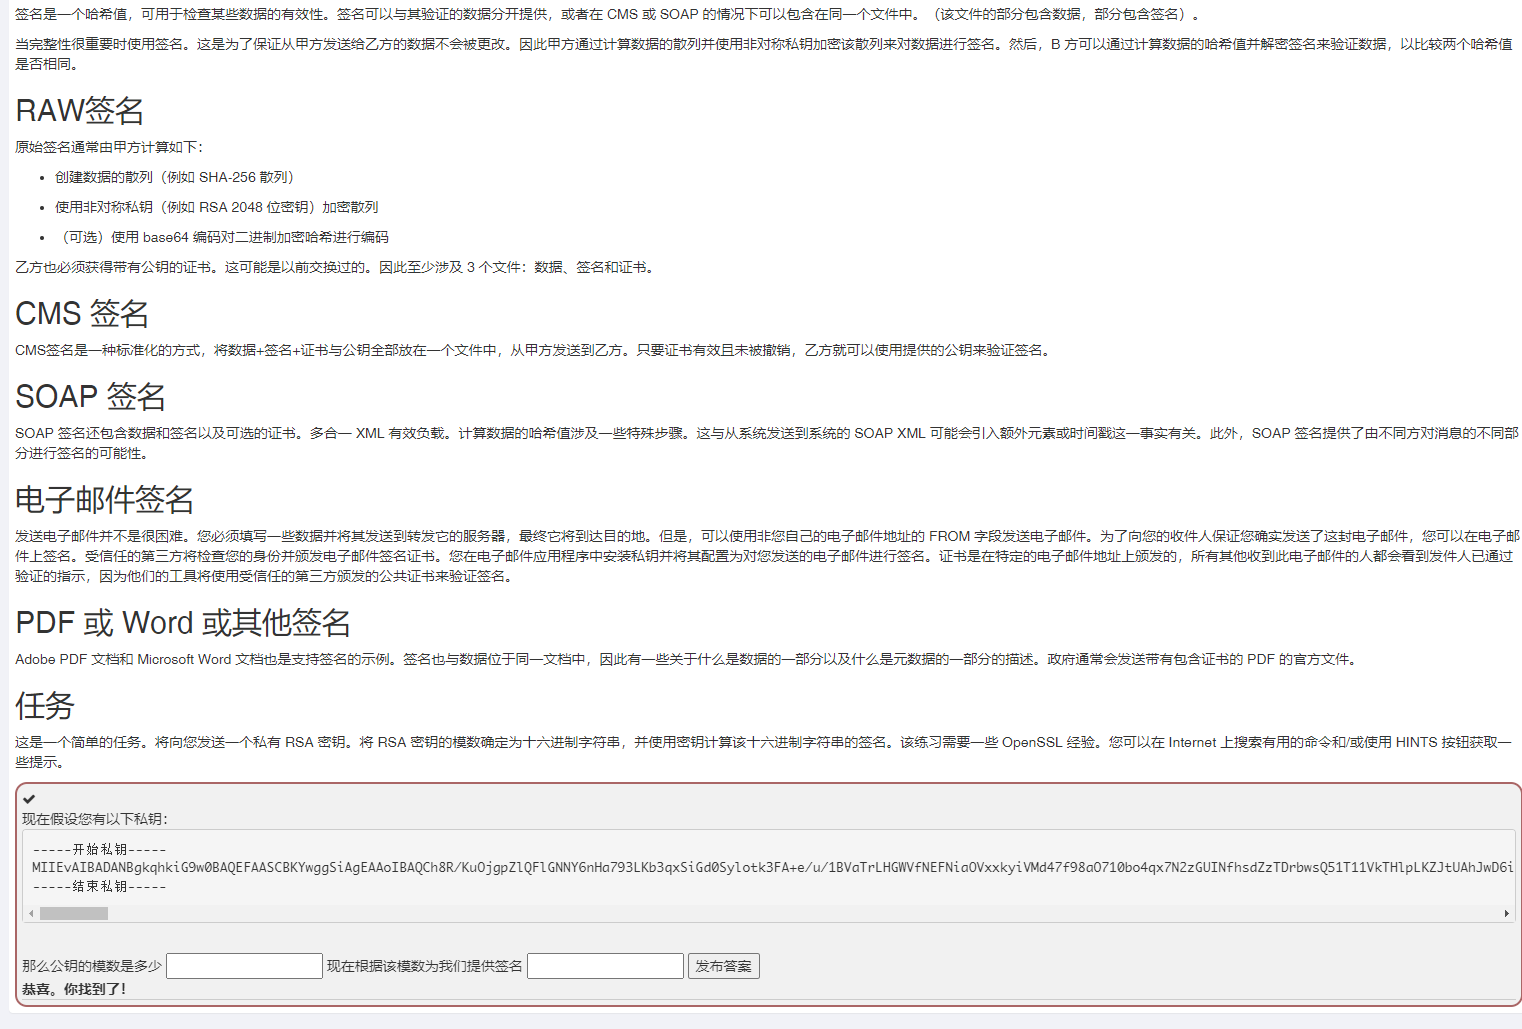 签名是一个哈希值，可用于检查某些数据的有效性。签名可以与其验证的数据分开提供，或者在 CMS 或 SOAP 的情况下可以包含在同一个文件中。（该文件的部分包含数据，部分包含签名）。
当完整性很重要时使用签名。这是为了保证从甲方发送给乙方的数据不会被更改。因此甲方通过计算数据的散列并使用非对称私钥加密该散列来对数据进行签名。然后，B 方可以通过计算数据的哈希值并解密签名来验证数据，以比较两个哈希值
是否相同。
RAW签名
原始签名通常由甲方计算如下：
• 创建数据的散列（例如 SHA-256 散列）
• 使用非对称私钥（例如 RSA 2048 位密钥）加密散列
• （可选）使用 base64 编码对二进制加密哈希进行编码
乙方也必须获得带有公钥的证书。这可能是以前交换过的。因此至少涉及 3 个文件：数据、签名和证书。
CMS 签名
CMS签名是一种标准化的方式，将数据+签名+证书与公钥全部放在一个文件中，从甲方发送到乙方。只要证书有效且未被撤销，乙方就可以使用提供的公钥来验证签名。
SOAP 签名
SOAP 签名还包含数据和签名以及可选的证书。多合一 XML 有效负载。计算数据的哈希值涉及一些特殊步骤。这与从系统发送到系统的 SOAP XML 可能会引入额外元素或时间戳这一事实有关。此外，SOAP 签名提供了由不同方对消息的不同部
分进行签名的可能性。
电子邮件签名
发送电子邮件并不是很困难。您必须填写一些数据并将其发送到转发它的服务器，最终它将到达目的地。但是，可以使用非您自己的电子邮件地址的 FROM 字段发送电子邮件。为了向您的收件人保证您确实发送了这封电子邮件，您可以在电子邮
件上签名。受信任的第三方将检查您的身份并颁发电子邮件签名证书。您在电子邮件应用程序中安装私钥并将其配置为对您发送的电子邮件进行签名。证书是在特定的电子邮件地址上颁发的，所有其他收到此电子邮件的人都会看到发件人已通过
验证的指示，因为他们的工具将使用受信任的第三方颁发的公共证书来验证签名。
PDF 或 Word 或其他签名
Adobe PDF 文档和 Microsoft Word 文档也是支持签名的示例。签名也与数据位于同一文档中，因此有一些关于什么是数据的一部分以及什么是元数据的一部分的描述。政府通常会发送带有包含证书的 PDF 的官方文件。
任务
这是一个简单的任务。将向您发送一个私有 RSA 密钥。将 RSA 密钥的模数确定为十六进制字符串，并使用密钥计算该十六进制字符串的签名。该练习需要一些 OpenSSL 经验。您可以在 Internet 上搜索有用的命令和/或使用 HINTS 按钮获取一
些提示。
现在假设您有以下私钥：
-----开始私钥-----
MIIEvAIBADANBgkqhkiG9w0BAQEFAASCBKYwggSiAgEAAoIBAQCh8R/KuOjgpZlQFlGNNY6nHa793LKb3qxSiGd0Sylotk3FA+e/u/1BVaTrLHGWVfNEFNiaOVxxkyiVMd47f98aO710bo4qx7N2zGUINfhsdZzTDrbwsQ51T11VkTHlpLKZJtUAhJwD6i
-----结束私钥-----
那么公钥的模数是多少 现在根据该模数为我们提供签名 发布答案
恭喜。你找到了！